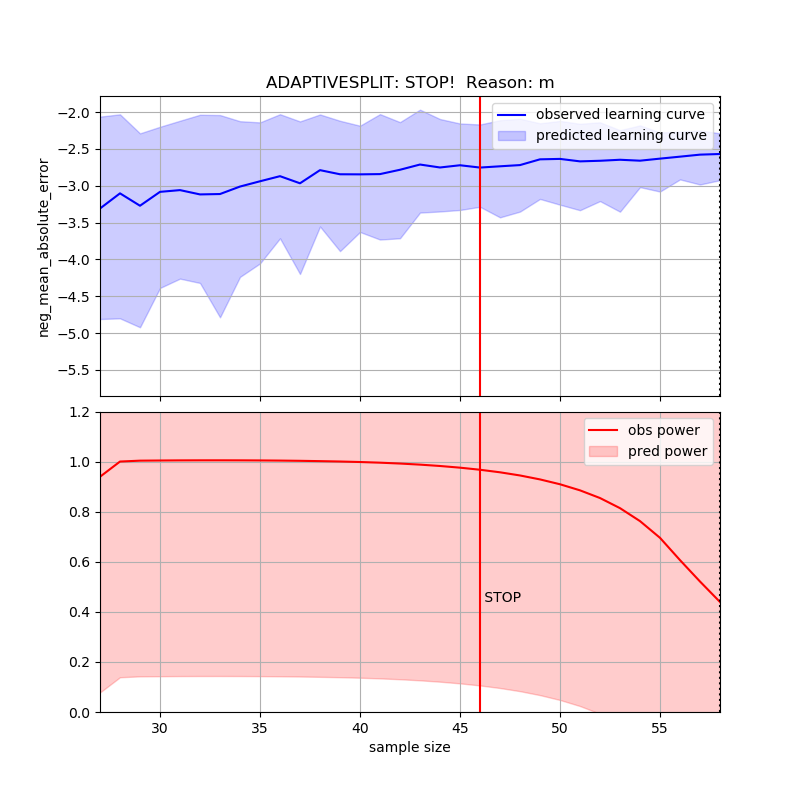 ADAPTIVESPLIT: STOP!  Reason: m
observed learning curve
predicted learning curve
neg_mean_absolute_error
−2.0
−2.5
−3.0
−3.5
−4.0
−4.5
−5.0
−5.5
obs power
pred power
1.2
1.0
0.8
0.6
0.4
0.2
0.0
STOP
30 35 40 45 50 55
sample size